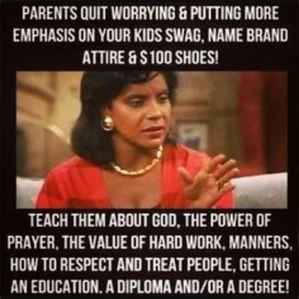 PARENTS QUIT WORRYING & PUTTING MORE
EMPHASIS ON YOUR KIDS SWAG, NAME BRAND
ATTIRE & $100 SHOES!
TEACH THEM ABOUT GOD, THE POWER OF
PRAYER, THE VALUE OF HARD WORK, MANNERS,
HOW TO RESPECT AND TREAT PEOPLE, GETTING
AN EDUCATION, A DIPLOMA AND/OR A DEGREE!